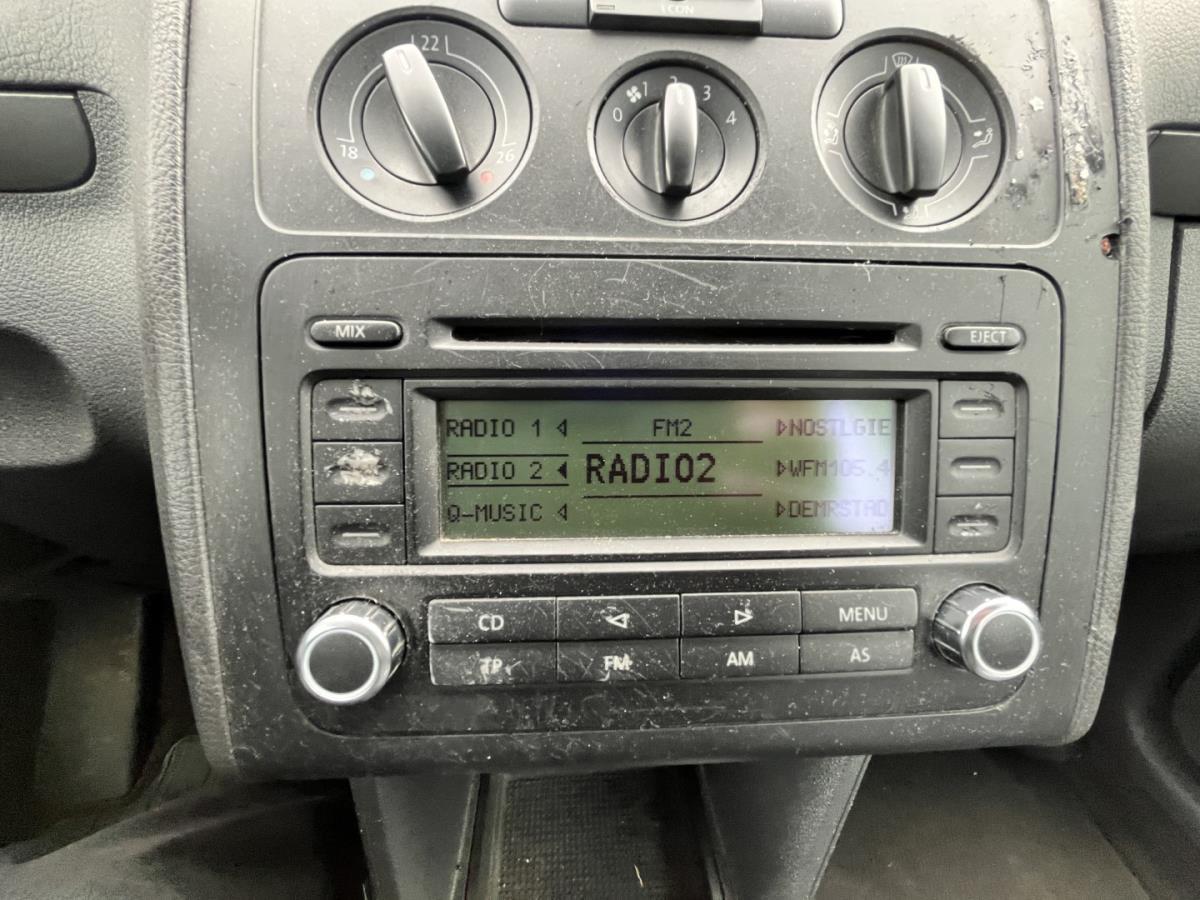 ICON
22
18
26
0 1 2 3 4
MIX
EJECT
RADIO 1 FM2 NOSTLGIE
RADIO 2 RADIO2 WFM105.4
Q-MUSIC DEMRSTAD
CD MENU
TP FM AM AS